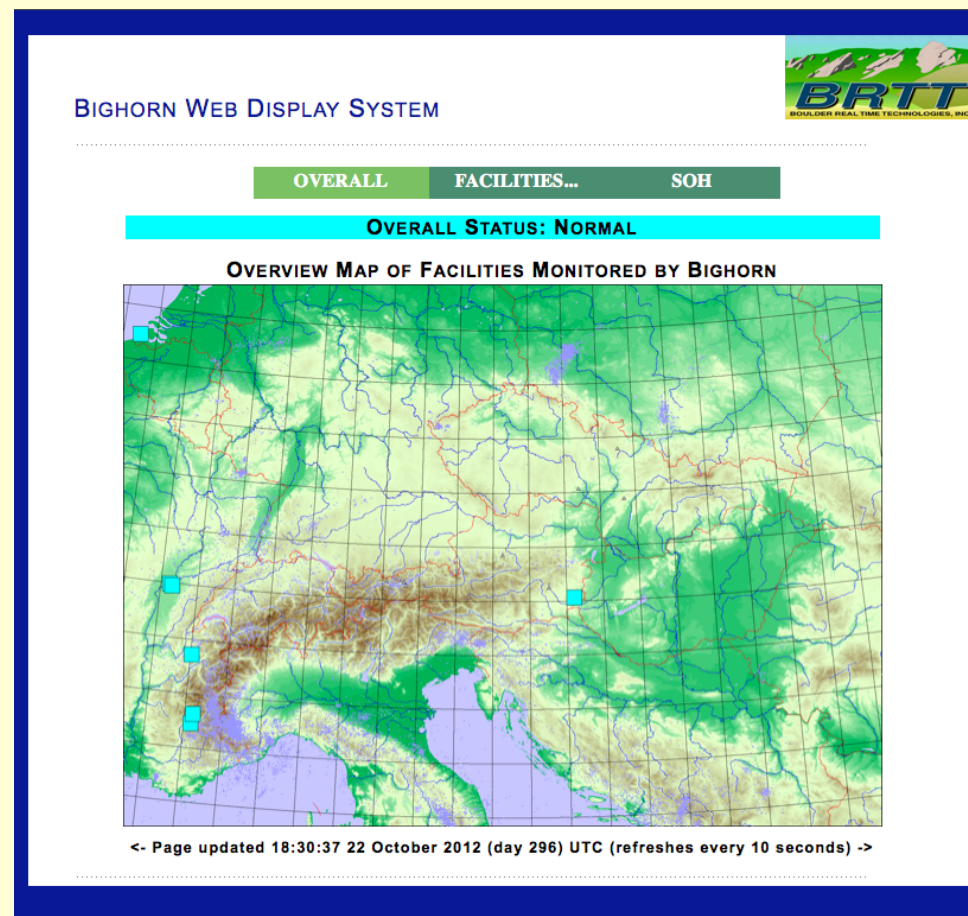 BRTT
BOULDER REAL TIME TECHNOLOGIES, INC
BIGHORN WEB DISPLAY SYSTEM
OVERALL FACILITIES... SOH
OVERALL STATUS: NORMAL
OVERVIEW MAP OF FACILITIES MONITORED BY BIGHORN
<- Page updated 18:30:37 22 October 2012 (day 296) UTC (refreshes every 10 seconds) ->